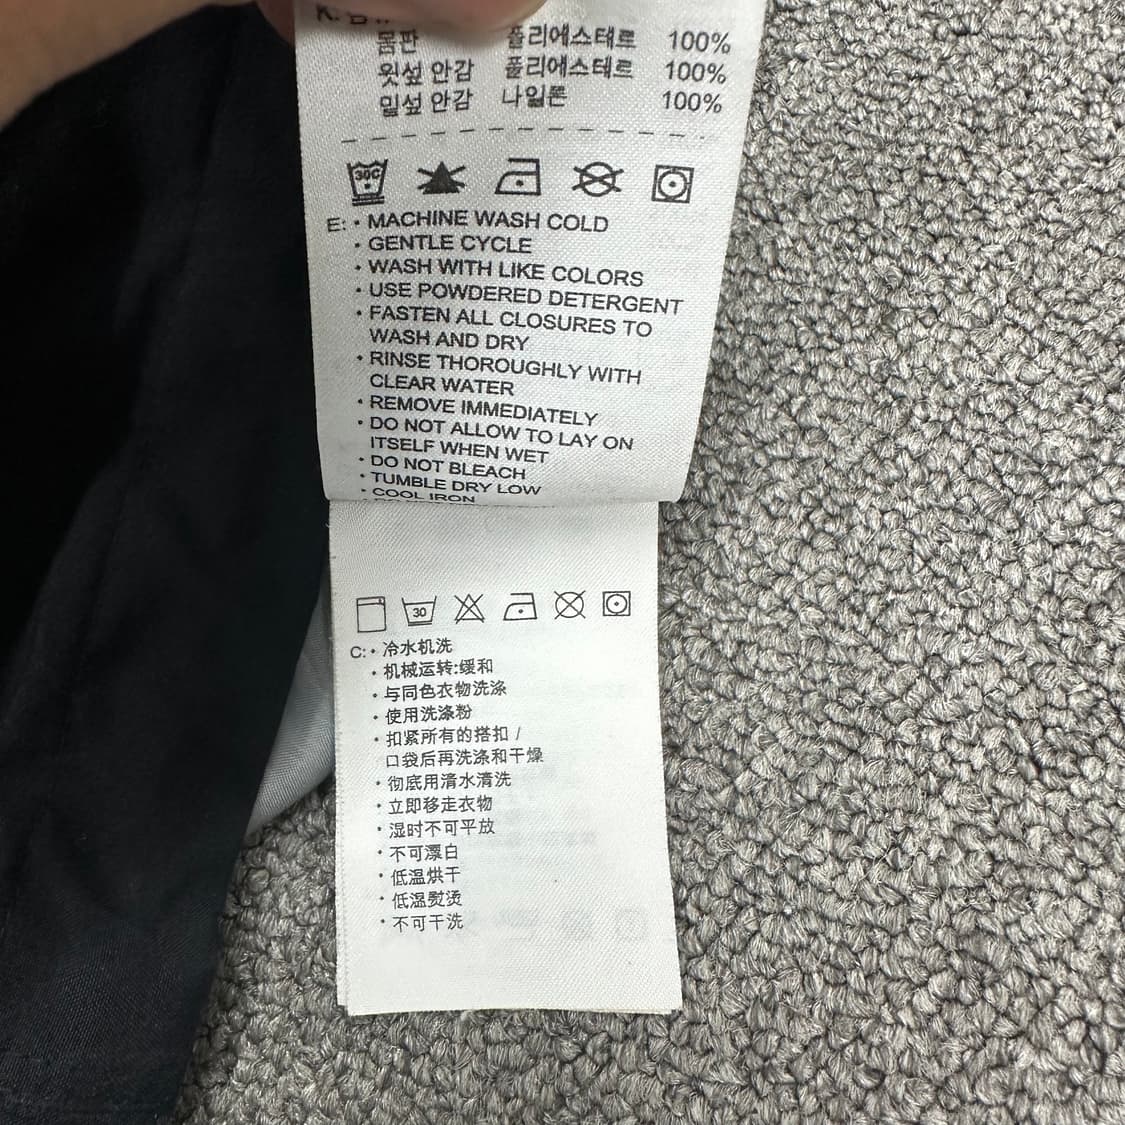 몸판 폴리에스테르 100%
윗섶 안감 폴리에스테르 100%
밑섶 안감 나일론 100%
30C
E: • MACHINE WASH COLD
• GENTLE CYCLE
• WASH WITH LIKE COLORS
• USE POWDERED DETERGENT
• FASTEN ALL CLOSURES TO
WASH AND DRY
• RINSE THOROUGHLY WITH
CLEAR WATER
• REMOVE IMMEDIATELY
• DO NOT ALLOW TO LAY ON
ITSELF WHEN WET
• DO NOT BLEACH
• TUMBLE DRY LOW
• COOL IRON
30
C: • 冷水机洗
• 机械运转:缓和
• 与同色衣物洗涤
• 使用洗涤粉
• 扣紧所有的搭扣 /
口袋后再洗涤和干燥
• 彻底用清水清洗
• 立即移走衣物
• 湿时不可平放
• 不可漂白
• 低温烘干
• 低温熨烫
• 不可干洗